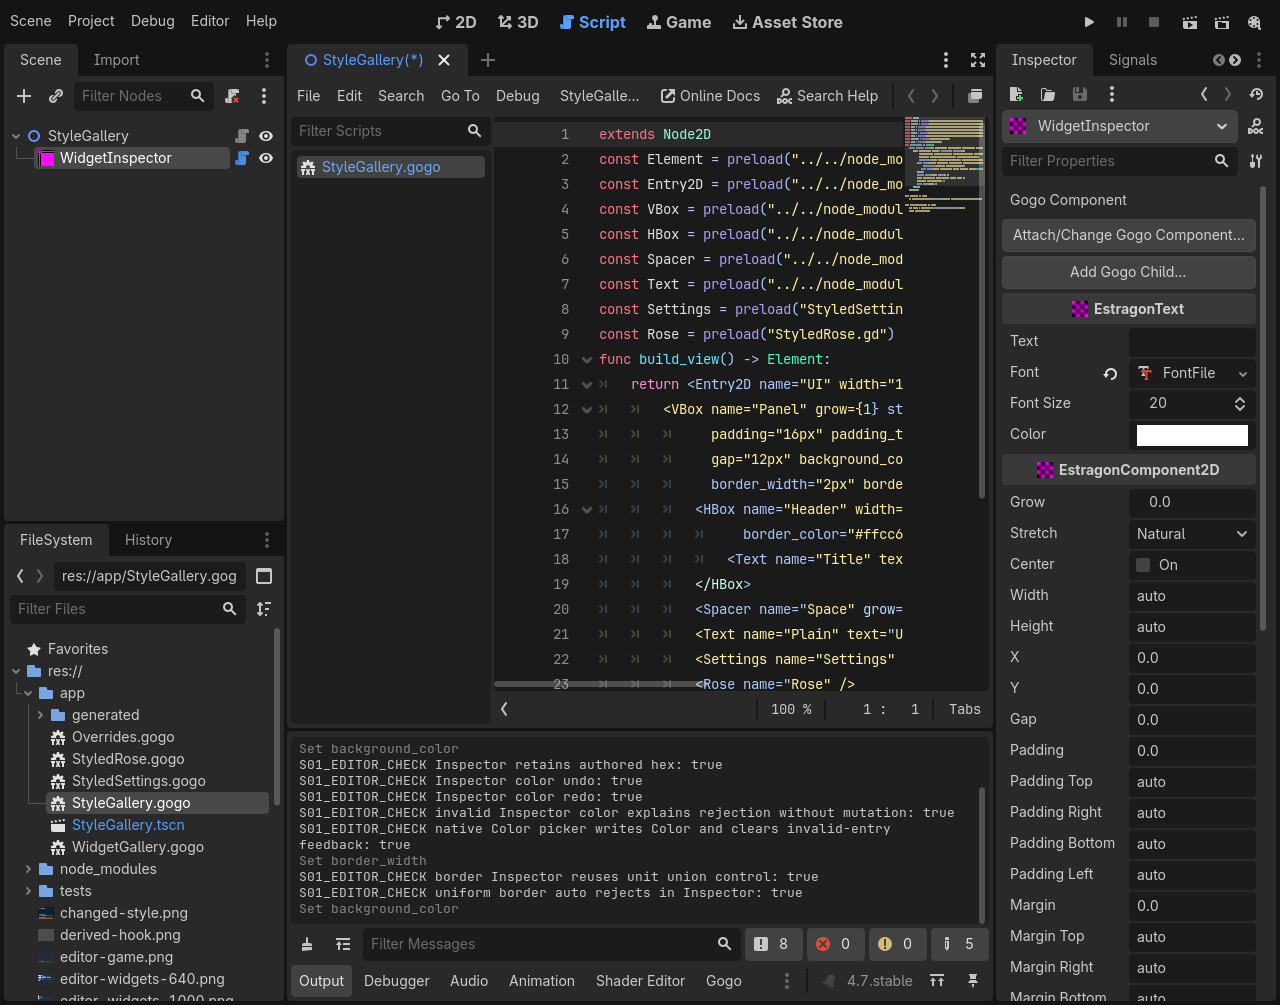 Scene Project Debug Editor Help
2D 3D Script Game Asset Store
Scene Import
Filter Nodes
StyleGallery
WidgetInspector
FileSystem History
res://app/StyleGallery.gog
Filter Files
Favorites
res://
app
generated
Overrides.gogo
StyledRose.gogo
StyledSettings.gogo
StyleGallery.gogo
StyleGallery.tscn
WidgetGallery.gogo
node_modules
tests
changed-style.png
derived-hook.png
editor-game.png
editor-widgets-640.png
editor-widgets-1000.png
StyleGallery(*)
File Edit Search Go To Debug StyleGalle... Online Docs Search Help
Filter Scripts
StyleGallery.gogo
1 extends Node2D
2 const Element = preload("../../node_mo
3 const Entry2D = preload("../../node_mo
4 const VBox = preload("../../node_modul
5 const HBox = preload("../../node_modul
6 const Spacer = preload("../../node_mod
7 const Text = preload("../../node_modul
8 const Settings = preload("StyledSettin
9 const Rose = preload("StyledRose.gd")
10 func build_view() -> Element:
11 return <Entry2D name="UI" width="1
12 <VBox name="Panel" grow={1} st
13 padding="16px" padding_t
14 gap="12px" background_co
15 border_width="2px" borde
16 <HBox name="Header" width=
17 border_color="#ffcc6
18 <Text name="Title" tex
19 </HBox>
20 <Spacer name="Space" grow=
21 <Text name="Plain" text="U
22 <Settings name="Settings"
23 <Rose name="Rose" />
100 % 1 : 1 Tabs
Set background_color
S01_EDITOR_CHECK Inspector retains authored hex: true
S01_EDITOR_CHECK Inspector color undo: true
S01_EDITOR_CHECK Inspector color redo: true
S01_EDITOR_CHECK invalid Inspector color explains rejection without mutation: true
S01_EDITOR_CHECK native Color picker writes Color and clears invalid-entry
feedback: true
Set border_width
S01_EDITOR_CHECK border Inspector reuses unit union control: true
S01_EDITOR_CHECK uniform border auto rejects in Inspector: true
Set background_color
Filter Messages 8 0 0 5
Output Debugger Audio Animation Shader Editor Gogo 4.7.stable
Inspector Signals
WidgetInspector
Filter Properties
Gogo Component
Attach/Change Gogo Component...
Add Gogo Child...
EstragonText
Text
Font FontFile
Font Size 20
Color
EstragonComponent2D
Grow 0.0
Stretch Natural
Center On
Width auto
Height auto
X 0.0
Y 0.0
Gap 0.0
Padding 0.0
Padding Top auto
Padding Right auto
Padding Bottom auto
Padding Left auto
Margin 0.0
Margin Top auto
Margin Right auto
Margin Bottom auto